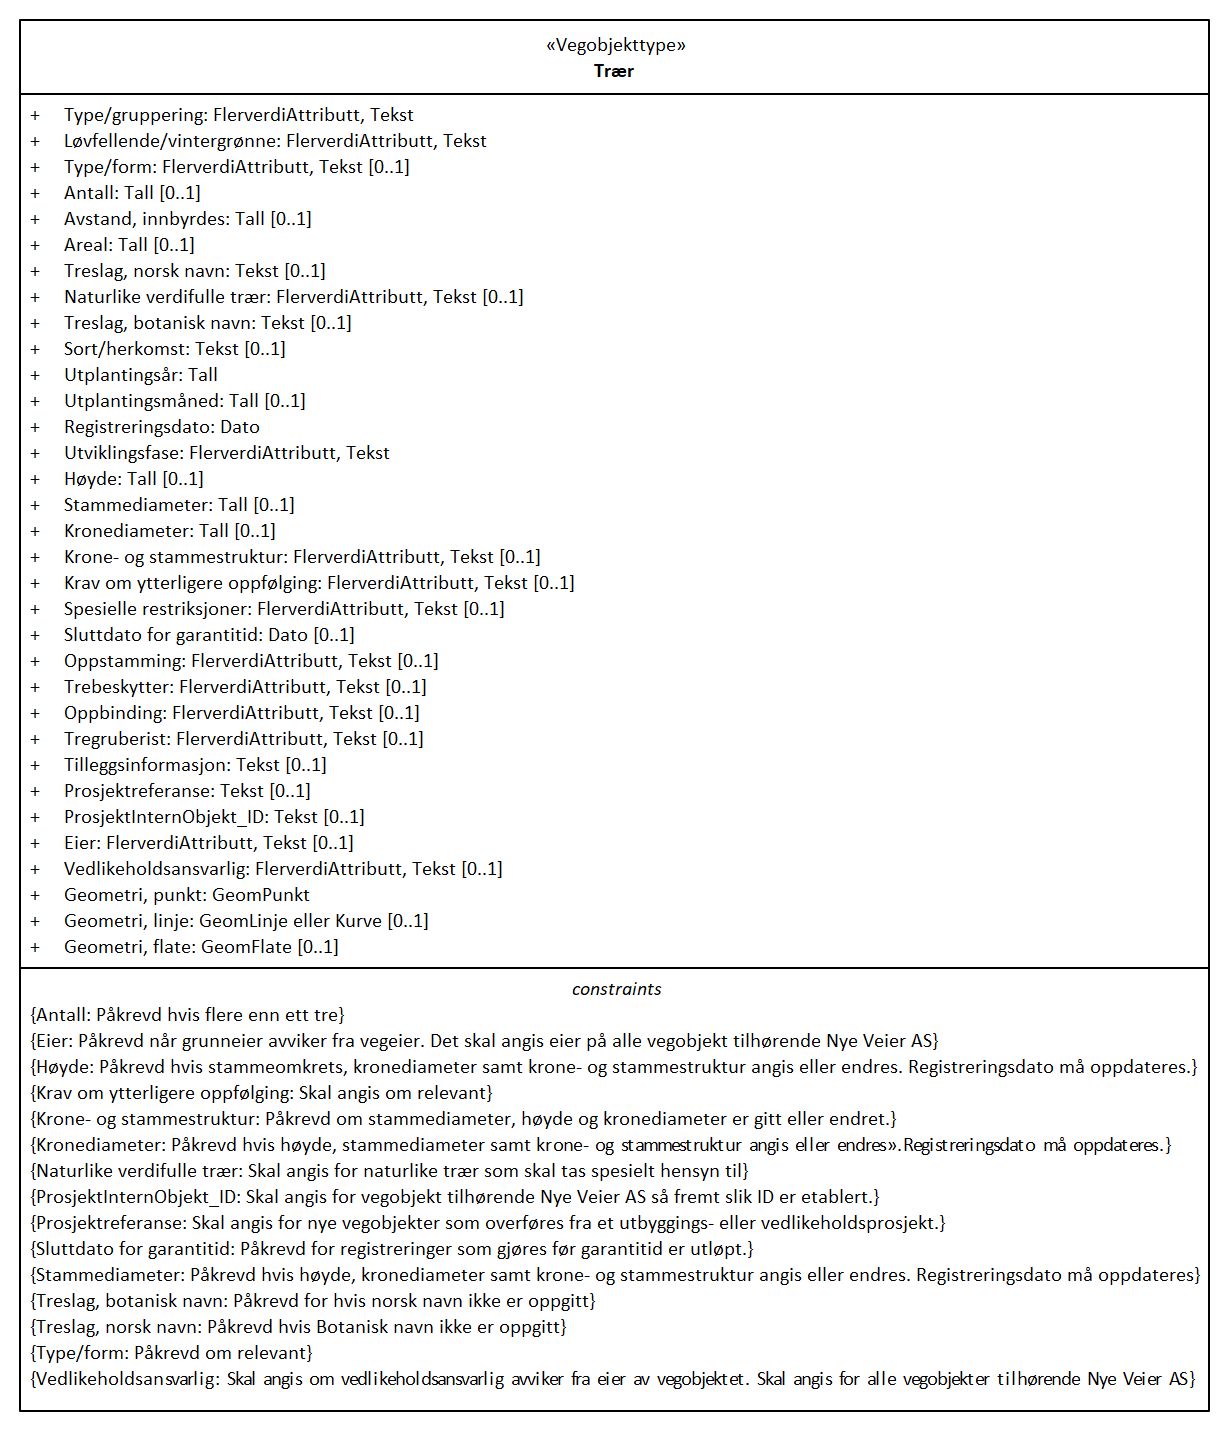 «Vegobjekttype»
Trær
+ Type/gruppering: FlerverdiAttributt, Tekst
+ Løvfellende/vintergrønne: FlerverdiAttributt, Tekst
+ Type/form: FlerverdiAttributt, Tekst [0..1]
+ Antall: Tall [0..1]
+ Avstand, innbyrdes: Tall [0..1]
+ Areal: Tall [0..1]
+ Treslag, norsk navn: Tekst [0..1]
+ Naturlike verdifulle trær: FlerverdiAttributt, Tekst [0..1]
+ Treslag, botanisk navn: Tekst [0..1]
+ Sort/herkomst: Tekst [0..1]
+ Utplantingsår: Tall
+ Utplantingsmåned: Tall [0..1]
+ Registreringsdato: Dato
+ Utviklingsfase: FlerverdiAttributt, Tekst
+ Høyde: Tall [0..1]
+ Stammediameter: Tall [0..1]
+ Kronediameter: Tall [0..1]
+ Krone- og stammestruktur: FlerverdiAttributt, Tekst [0..1]
+ Krav om ytterligere oppfølging: FlerverdiAttributt, Tekst [0..1]
+ Spesielle restriksjoner: FlerverdiAttributt, Tekst [0..1]
+ Sluttdato for garantitid: Dato [0..1]
+ Oppstamming: FlerverdiAttributt, Tekst [0..1]
+ Trebeskytter: FlerverdiAttributt, Tekst [0..1]
+ Oppbinding: FlerverdiAttributt, Tekst [0..1]
+ Tregruberist: FlerverdiAttributt, Tekst [0..1]
+ Tilleggsinformasjon: Tekst [0..1]
+ Prosjektreferanse: Tekst [0..1]
+ ProsjektInternObjekt_ID: Tekst [0..1]
+ Eier: FlerverdiAttributt, Tekst [0..1]
+ Vedlikeholdsansvarlig: FlerverdiAttributt, Tekst [0..1]
+ Geometri, punkt: GeomPunkt
+ Geometri, linje: GeomLinje eller Kurve [0..1]
+ Geometri, flate: GeomFlate [0..1]
constraints
{Antall: Påkrevd hvis flere enn ett tre}
{Eier: Påkrevd når grunneier avviker fra vegeier. Det skal angis eier på alle vegobjekt tilhørende Nye Veier AS}
{Høyde: Påkrevd hvis stammeomkrets, kronediameter samt krone- og stammestruktur angis eller endres. Registreringsdato må oppdateres.}
{Krav om ytterligere oppfølging: Skal angis om relevant}
{Krone- og stammestruktur: Påkrevd om stammediameter, høyde og kronediameter er gitt eller endret.}
{Kronediameter: Påkrevd hvis høyde, stammediameter samt krone- og stammestruktur angis eller endres».Registreringsdato må oppdateres.}
{Naturlike verdifulle trær: Skal angis for naturlike trær som skal tas spesielt hensyn til}
{ProsjektInternObjekt_ID: Skal angis for vegobjekt tilhørende Nye Veier AS så fremt slik ID er etablert.}
{Prosjektreferanse: Skal angis for nye vegobjekter som overføres fra et utbyggings- eller vedlikeholdsprosjekt.}
{Sluttdato for garantitid: Påkrevd for registreringer som gjøres før garantitid er utløpt.}
{Stammediameter: Påkrevd hvis høyde, kronediameter samt krone- og stammestruktur angis eller endres. Registreringsdato må oppdateres}
{Treslag, botanisk navn: Påkrevd for hvis norsk navn ikke er oppgitt}
{Treslag, norsk navn: Påkrevd hvis Botanisk navn ikke er oppgitt}
{Type/form: Påkrevd om relevant}
{Vedlikeholdsansvarlig: Skal angis om vedlikeholdsansvarlig avviker fra eier av vegobjektet. Skal angis for alle vegobjekter tilhørende Nye Veier AS}